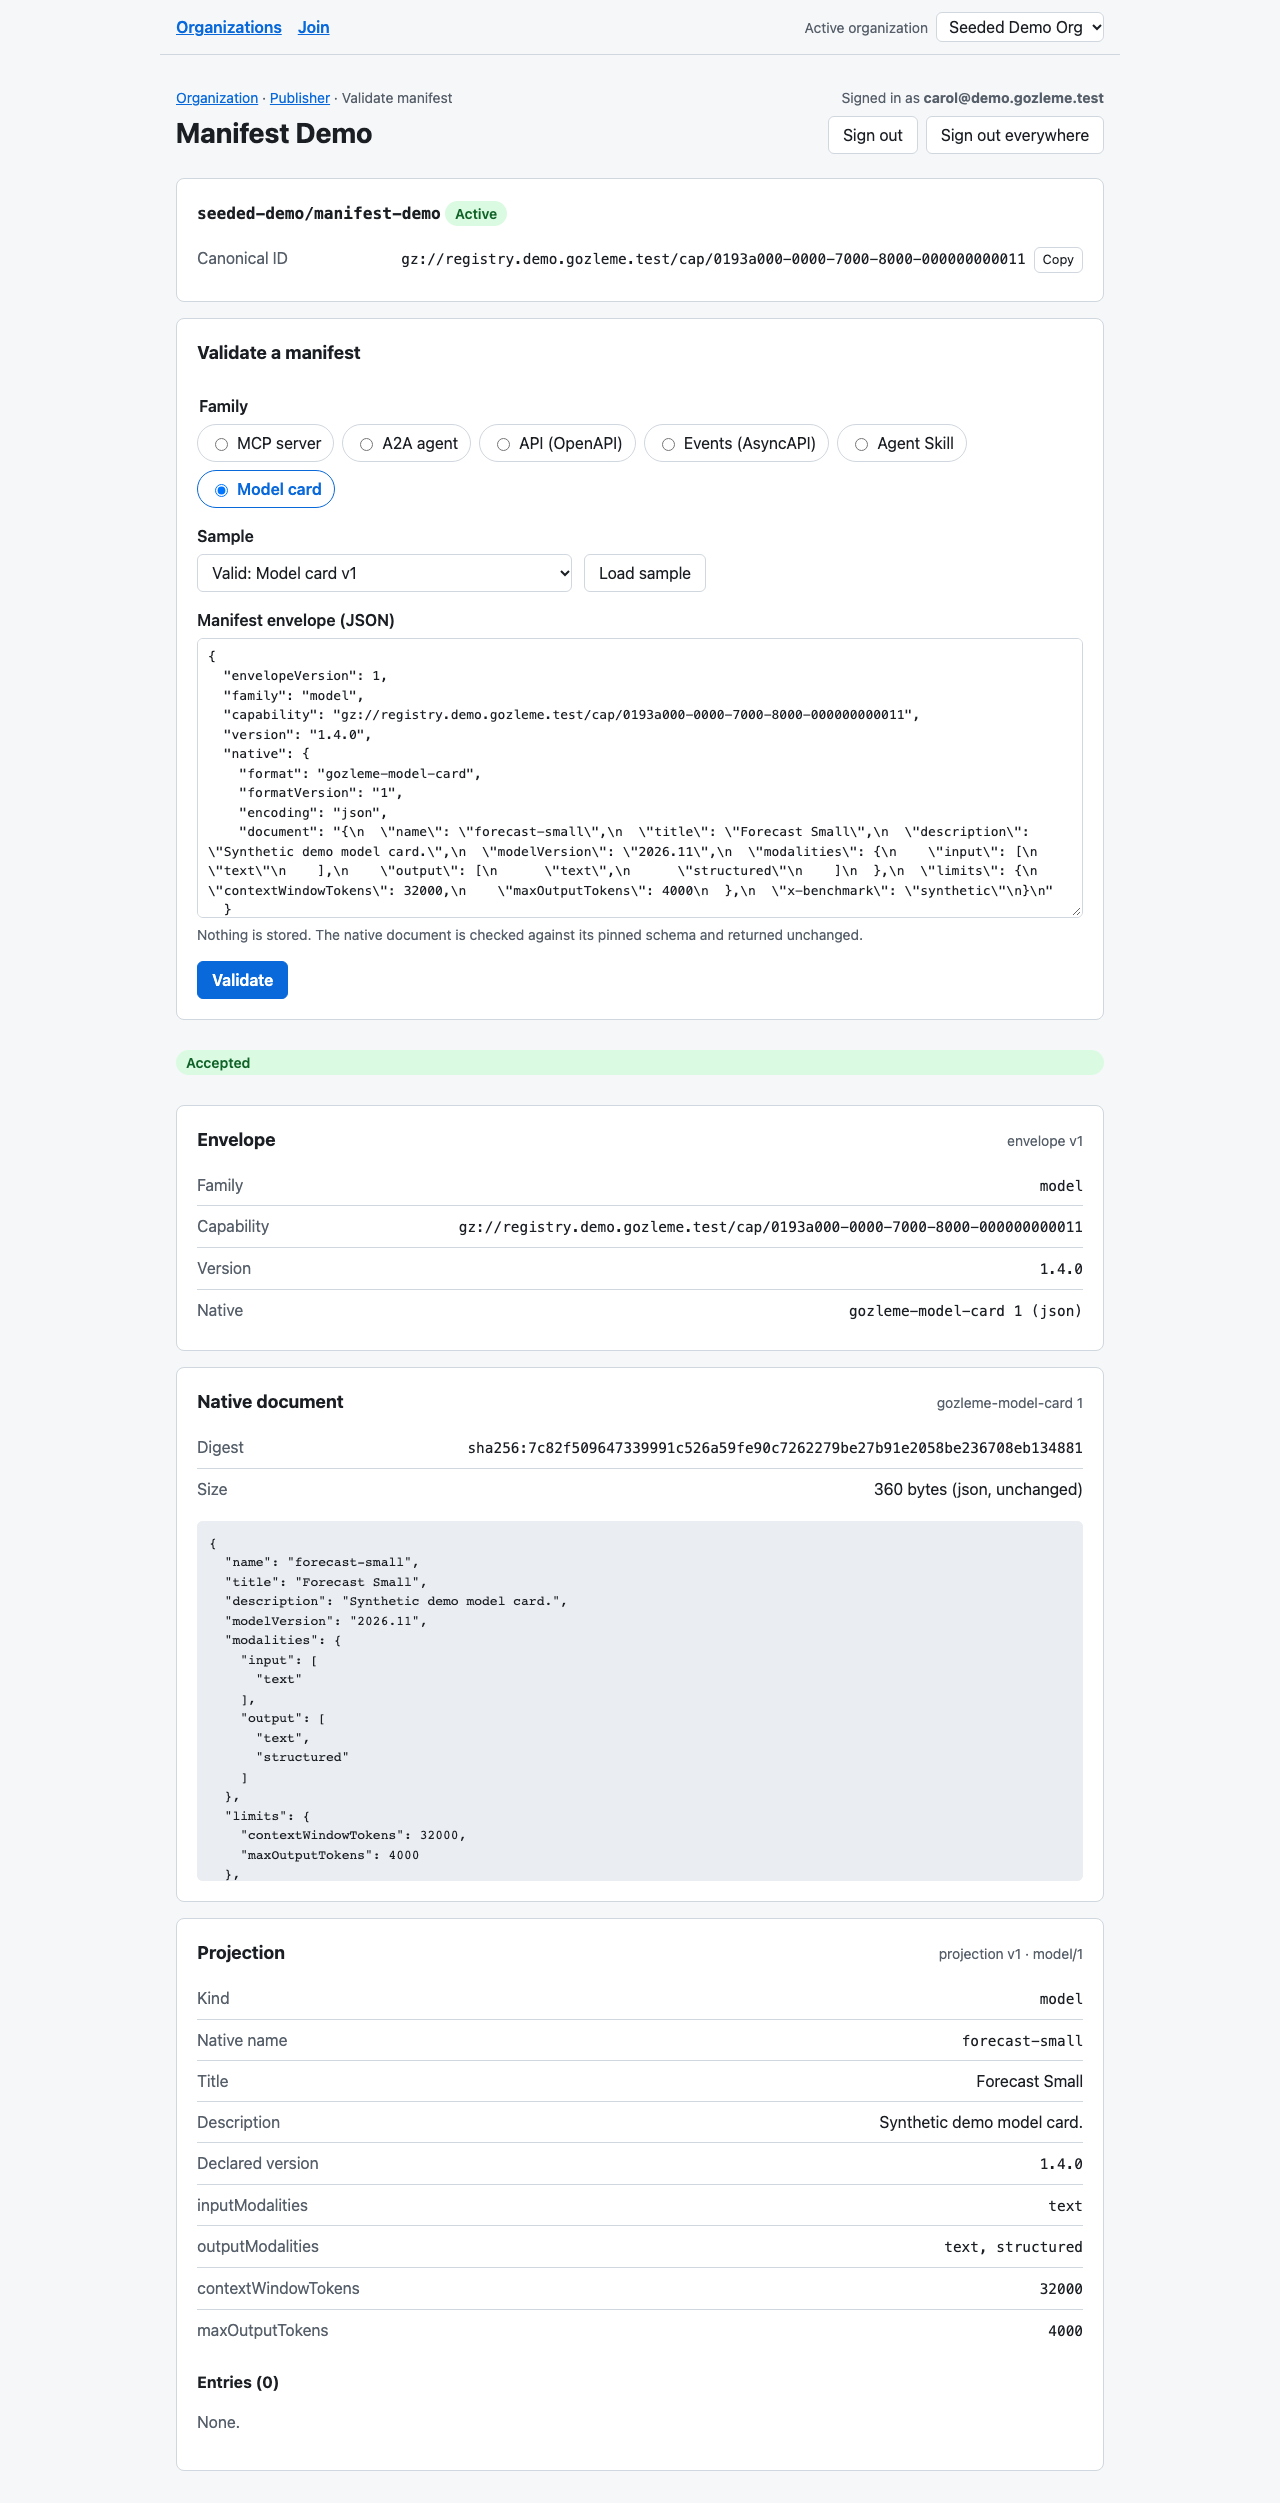 Organizations Join Active organization Seeded Demo Org
Organization · Publisher · Validate manifest Signed in as carol@demo.gozleme.test
Manifest Demo Sign out Sign out everywhere
seeded-demo/manifest-demo Active
Canonical ID gz://registry.demo.gozleme.test/cap/0193a000-0000-7000-8000-000000000011 Copy
Validate a manifest
Family
MCP server A2A agent API (OpenAPI) Events (AsyncAPI) Agent Skill
Model card
Sample
Valid: Model card v1 Load sample
Manifest envelope (JSON)
{
  "envelopeVersion": 1,
  "family": "model",
  "capability": "gz://registry.demo.gozleme.test/cap/0193a000-0000-7000-8000-000000000011",
  "version": "1.4.0",
  "native": {
    "format": "gozleme-model-card",
    "formatVersion": "1",
    "encoding": "json",
    "document": "{\n  \"name\": \"forecast-small\",\n  \"title\": \"Forecast Small\",\n  \"description\":
\"Synthetic demo model card.\",\n  \"modelVersion\": \"2026.11\",\n  \"modalities\": {\n    \"input\": [\n
\"text\"\n    ],\n    \"output\": [\n      \"text\",\n      \"structured\"\n    ]\n  },\n  \"limits\": {\n
\"contextWindowTokens\": 32000,\n    \"maxOutputTokens\": 4000\n  },\n  \"x-benchmark\": \"synthetic\"\n}\n"
  }
Nothing is stored. The native document is checked against its pinned schema and returned unchanged.
Validate
Accepted
Envelope envelope v1
Family model
Capability gz://registry.demo.gozleme.test/cap/0193a000-0000-7000-8000-000000000011
Version 1.4.0
Native gozleme-model-card 1 (json)
Native document gozleme-model-card 1
Digest sha256:7c82f509647339991c526a59fe90c7262279be27b91e2058be236708eb134881
Size 360 bytes (json, unchanged)
{
  "name": "forecast-small",
  "title": "Forecast Small",
  "description": "Synthetic demo model card.",
  "modelVersion": "2026.11",
  "modalities": {
    "input": [
      "text"
    ],
    "output": [
      "text",
      "structured"
    ]
  },
  "limits": {
    "contextWindowTokens": 32000,
    "maxOutputTokens": 4000
  },
Projection projection v1 · model/1
Kind model
Native name forecast-small
Title Forecast Small
Description Synthetic demo model card.
Declared version 1.4.0
inputModalities text
outputModalities text, structured
contextWindowTokens 32000
maxOutputTokens 4000
Entries (0)
None.